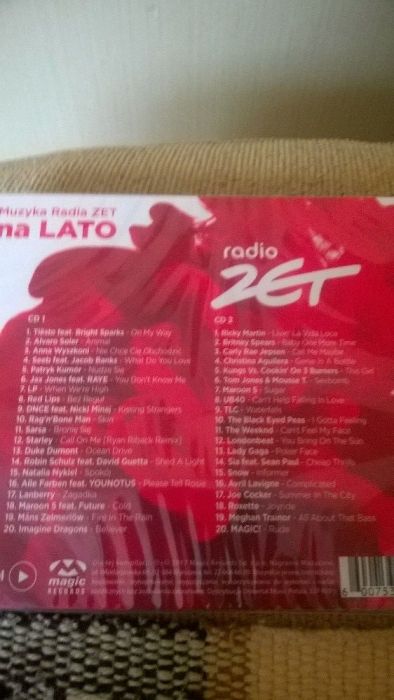 Muzyka Radia ZET
na LATO
radio
ZET
CD 1
1. Tiësto feat. Bright Sparks - On My Way
2. Alvaro Soler - Animal
3. Anna Wyszkoni - Nie Chcę Cię Obchodzić
4. Seeb feat. Jacob Banks - What Do You Love
5. Patryk Kumór - Nudzę Się
6. Jax Jones feat. RAYE - You Don't Know Me
7. LP - When We're High
8. Red Lips - Bez Reguł
9. DNCE feat. Nicki Minaj - Kissing Strangers
10. Rag'n'Bone Man - Skin
11. Sarsa - Bronię Się
12. Starley - Call On Me [Ryan Riback Remix]
13. Duke Dumont - Ocean Drive
14. Robin Schulz feat. David Guetta - Shed A Light
15. Natalia Nykiel - Spokój
16. Alle Farben feat. YOUNOTUS - Please Tell Rosie
17. Lanberry - Zagadka
18. Maroon 5 feat. Future - Cold
19. Måns Zelmerlöw - Fire In The Rain
20. Imagine Dragons - Believer
CD 2
1. Ricky Martin - Livin' La Vida Loca
2. Britney Spears - Baby One More Time
3. Carly Rae Jepsen - Call Me Maybe
4. Christina Aguilera - Genie In A Bottle
5. Kungs Vs. Cookin' On 3 Burners - This Girl
6. Tom Jones & Mousse T. - Sexbomb
7. Maroon 5 - Sugar
8. UB40 - Can't Help Falling In Love
9. TLC - Waterfalls
10. The Black Eyed Peas - I Gotta Feeling
11. The Weeknd - Can't Feel My Face
12. Londonbeat - You Bring On The Sun
13. Lady Gaga - Poker Face
14. Sia feat. Sean Paul - Cheap Thrills
15. Snow - Informer
16. Avril Lavigne - Complicated
17. Joe Cocker - Summer In The City
18. Roxette - Joyride
19. Meghan Trainor - All About That Bass
20. MAGIC! - Rude
magic
RECORDS
6 00753